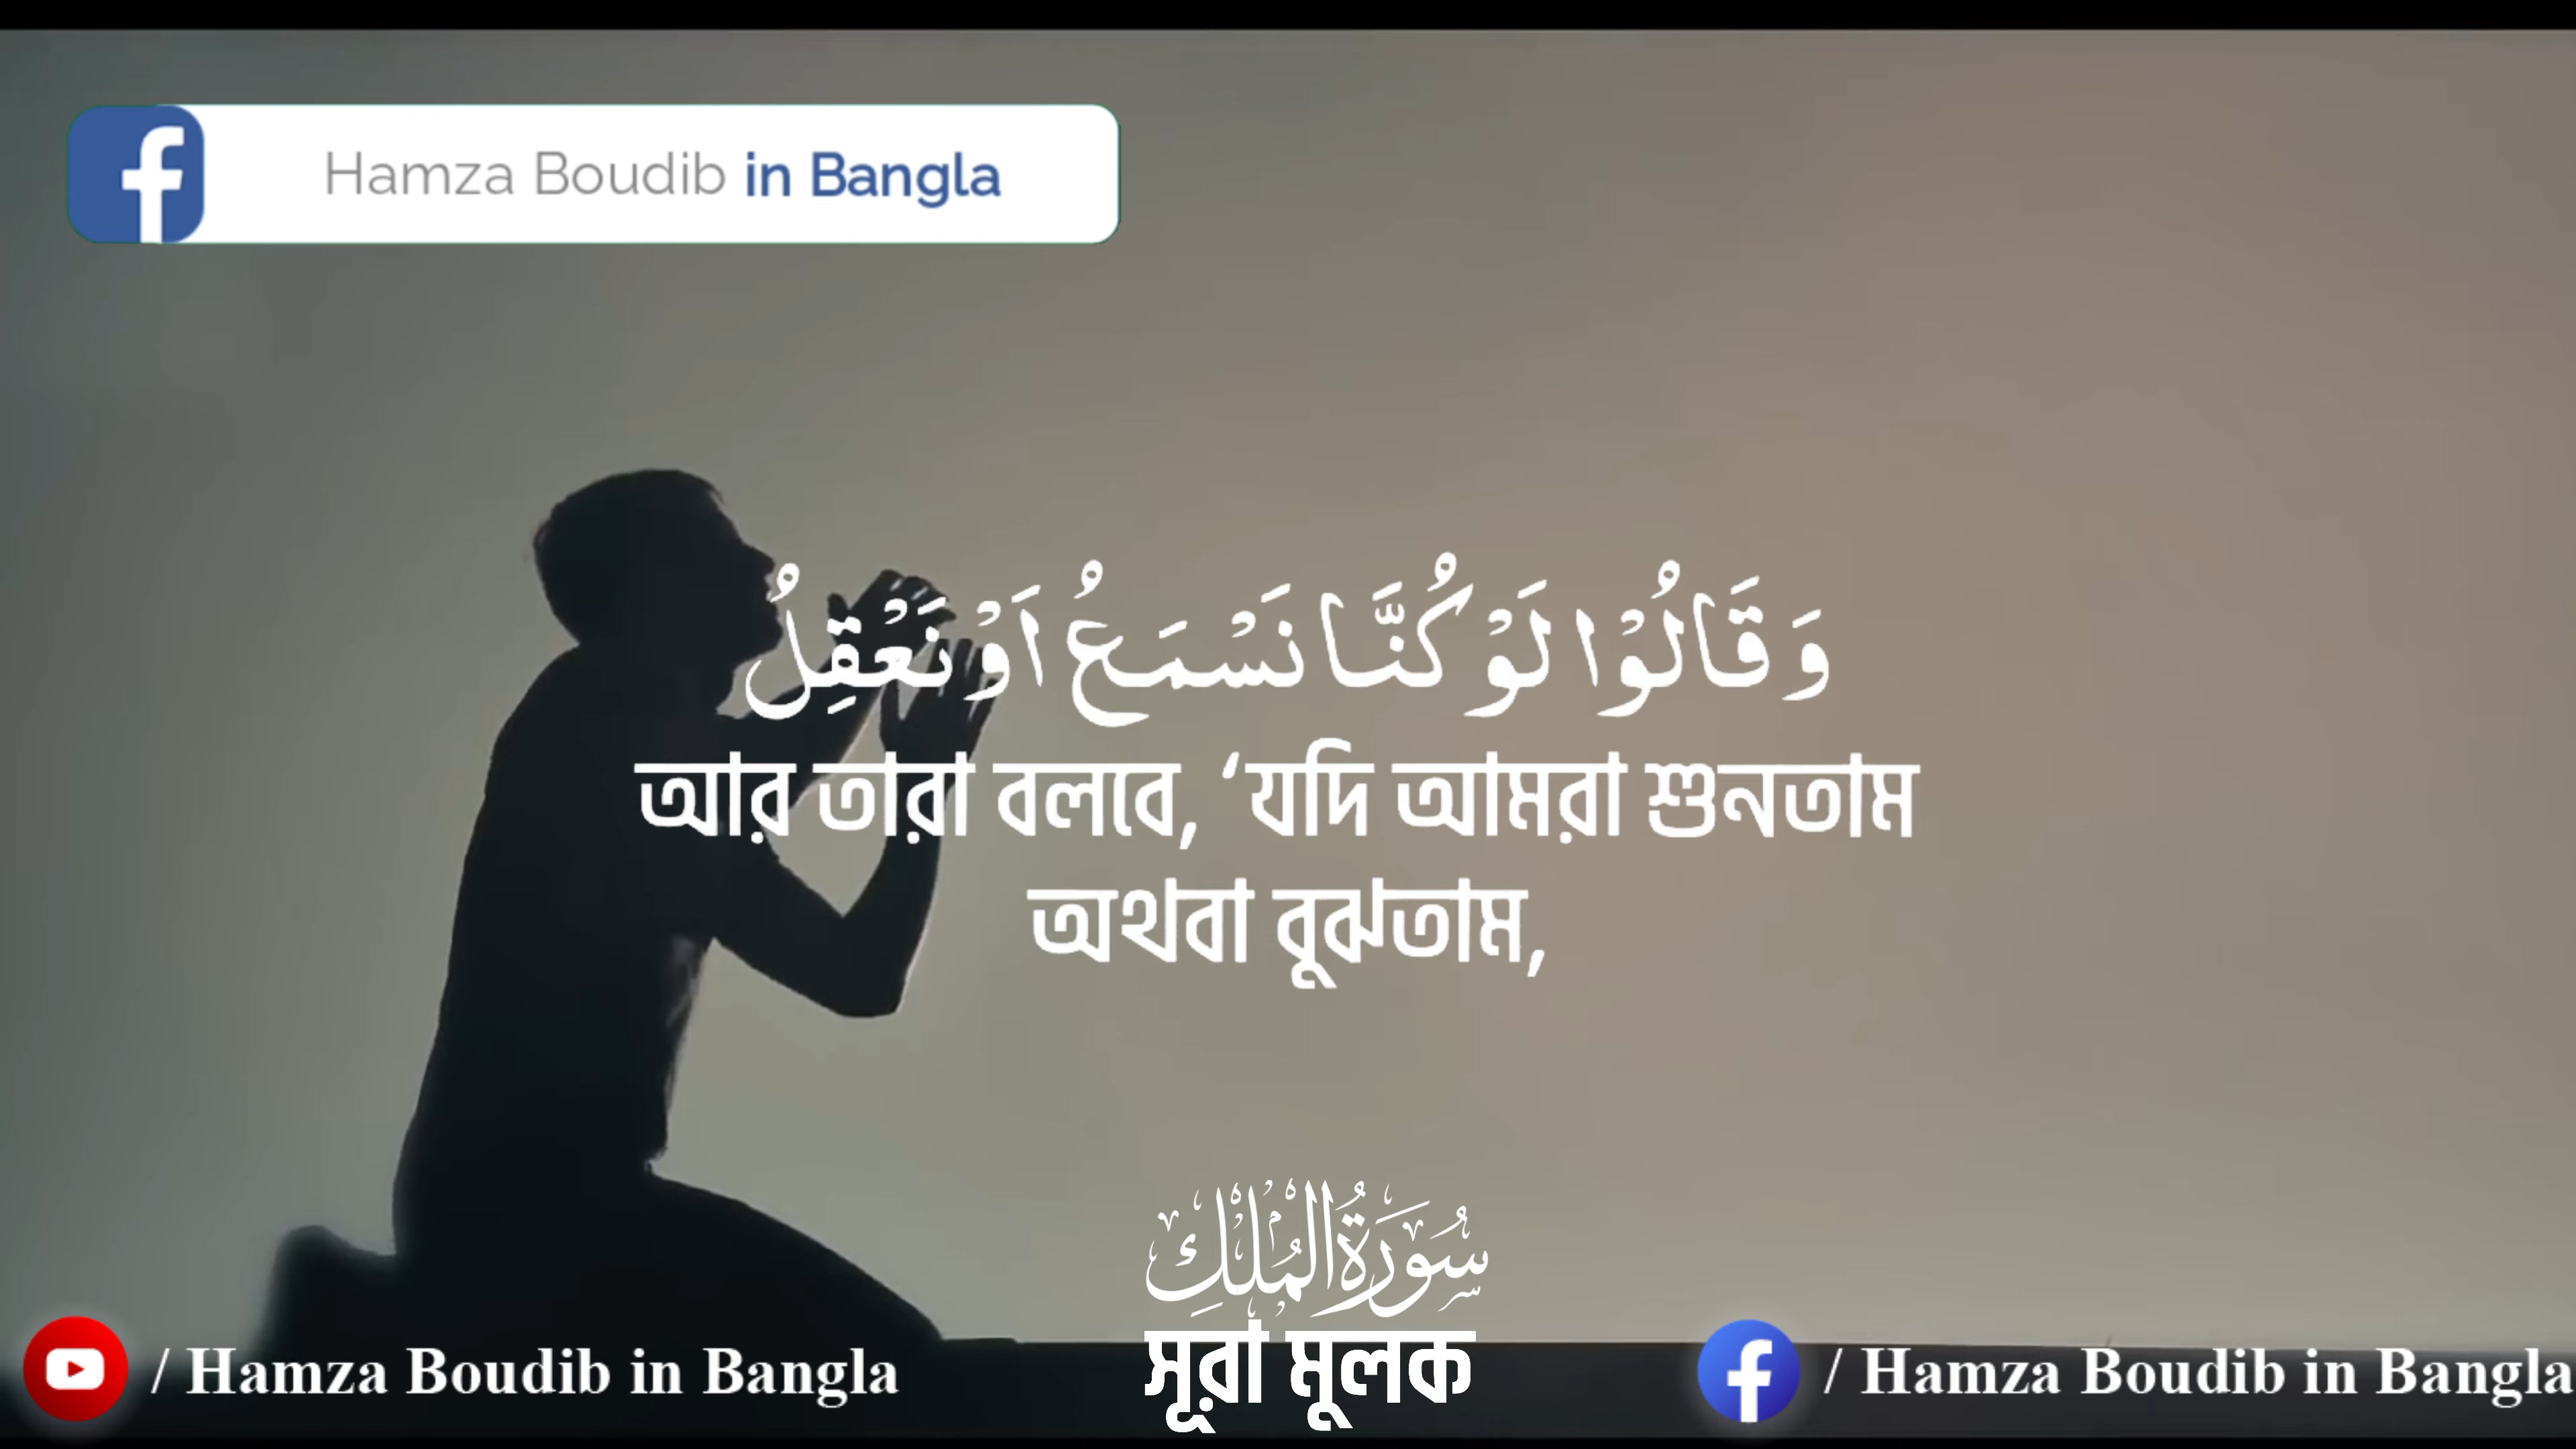 Hamza Boudib in Bangla
وَقَالُوْا لَوْ كُنَّا نَسْمَعُ اَوْ نَعْقِلُ
আর তারা বলবে, ‘যদি আমরা শুনতাম
অথবা বুঝতাম,
سُورَةُ الْمُلْكِ
সূরা মূলক
/ Hamza Boudib in Bangla
/ Hamza Boudib in Bangla